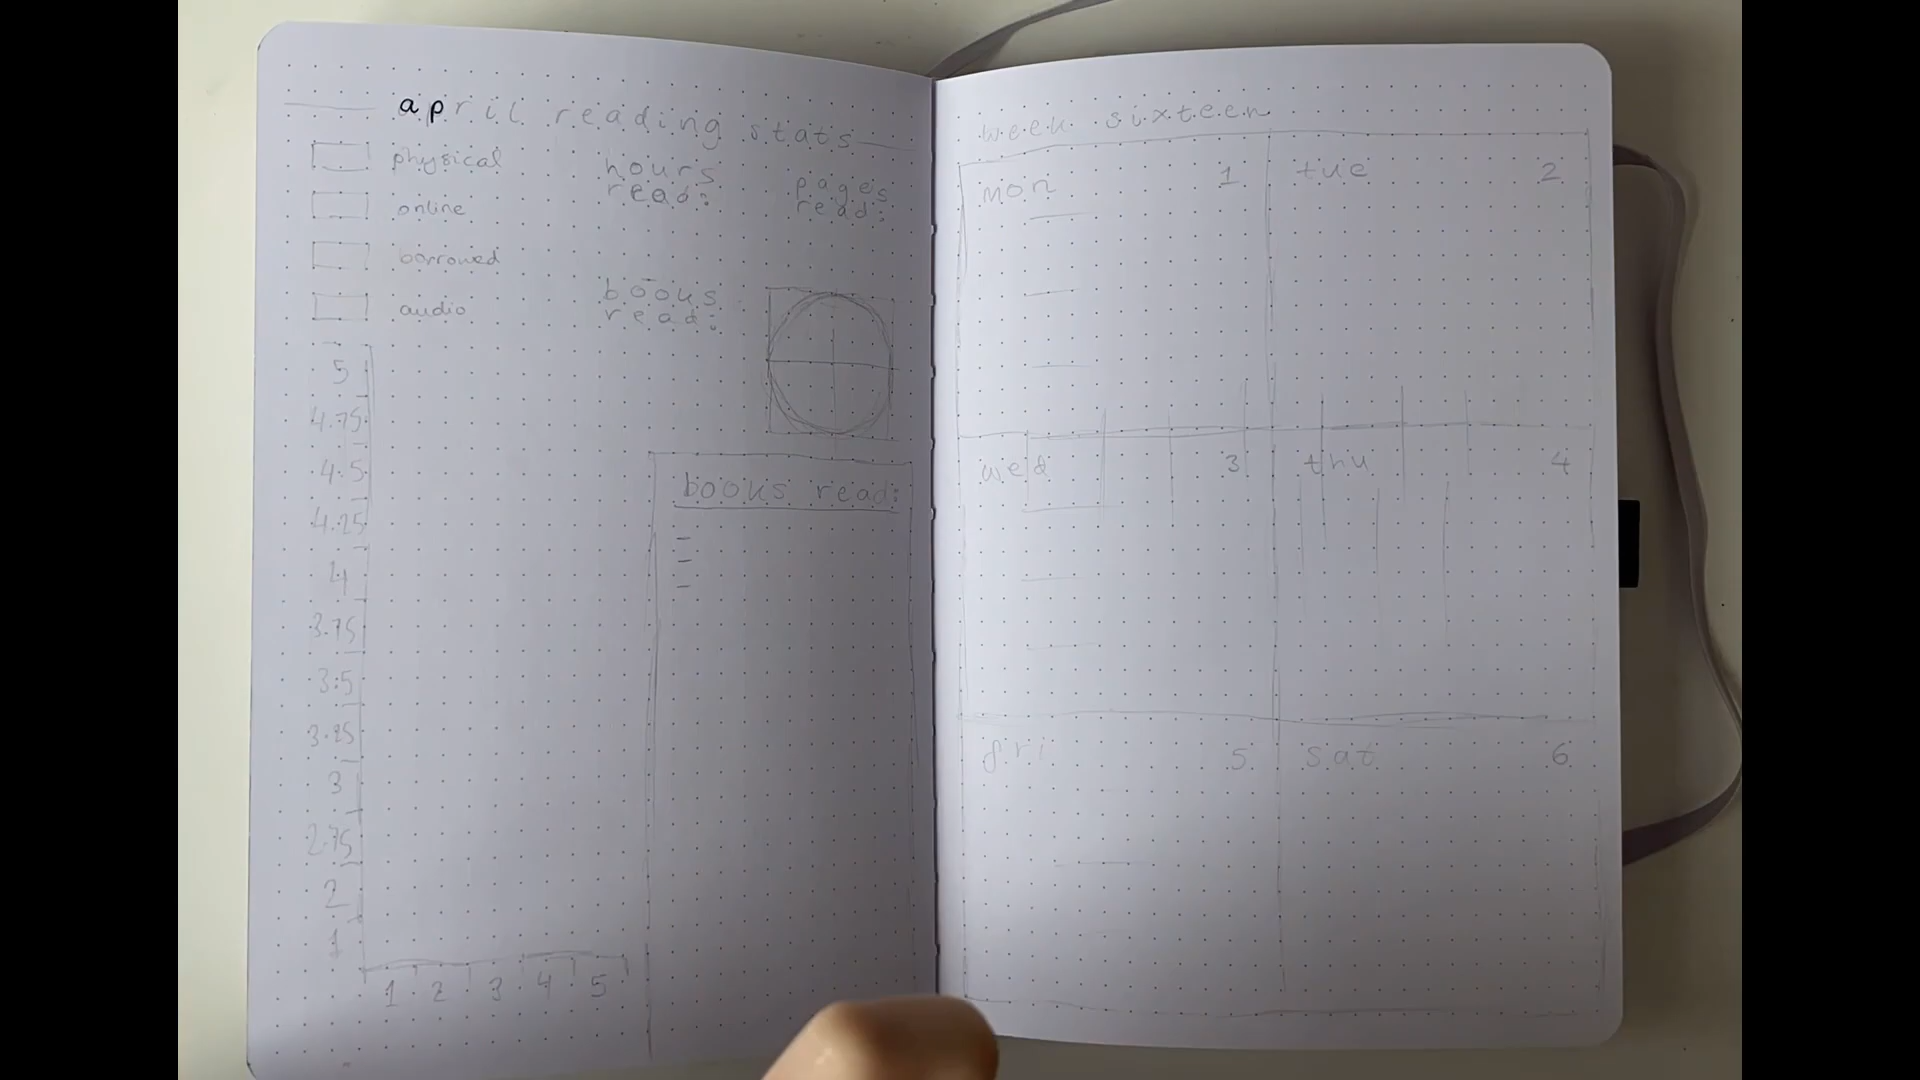 april reading stats
physical
online
borrowed
audio
hours
read:
pages
read:
books
read:
5
4.75
4.5
4.25
4
3.75
3.5
3.25
3
2.75
2
1
1 2 3 4 5
books read:
-
-
-
week sixteen
mon 1 tue 2
wed 3 thu 4
fri 5 sat 6